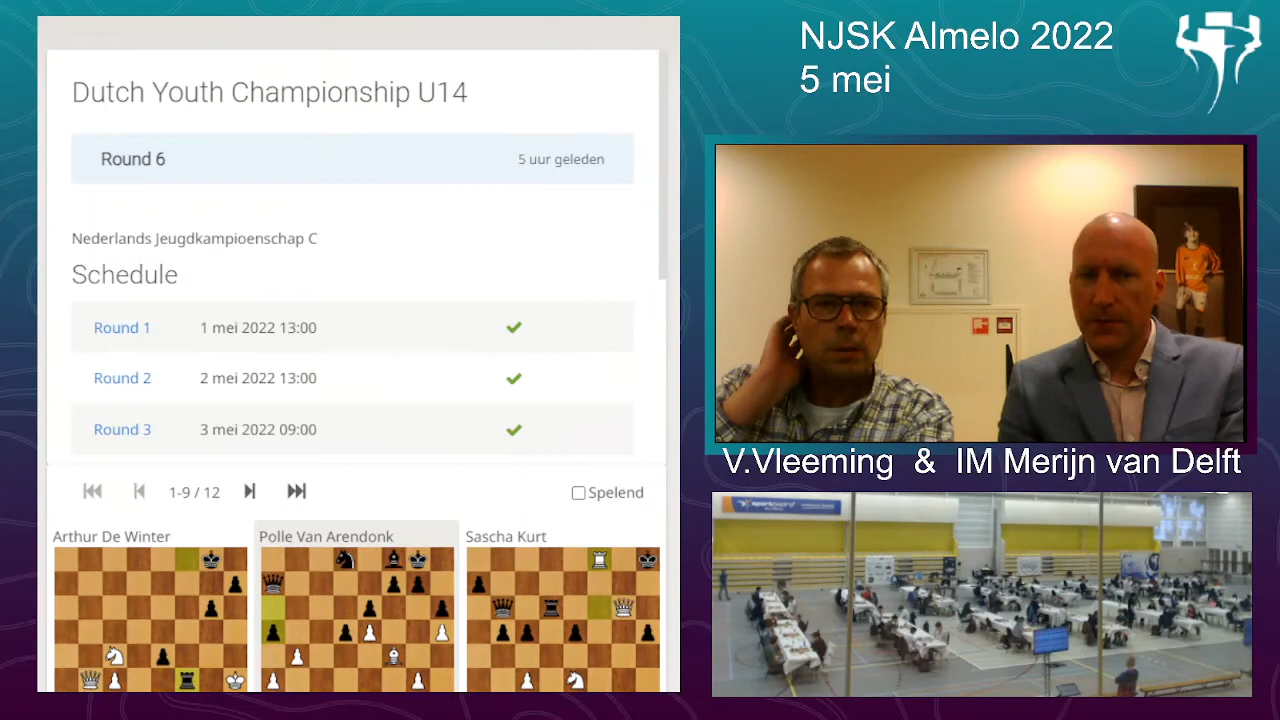 Dutch Youth Championship U14
Round 6
5 uur geleden
Nederlands Jeugdkampioenschap C
Schedule
Round 1 1 mei 2022 13:00
Round 2 2 mei 2022 13:00
Round 3 3 mei 2022 09:00
1-9 / 12
Spelend
Arthur De Winter
Polle Van Arendonk
Sascha Kurt
NJSK Almelo 2022
5 mei
V.Vleeming & IM Merijn van Delft